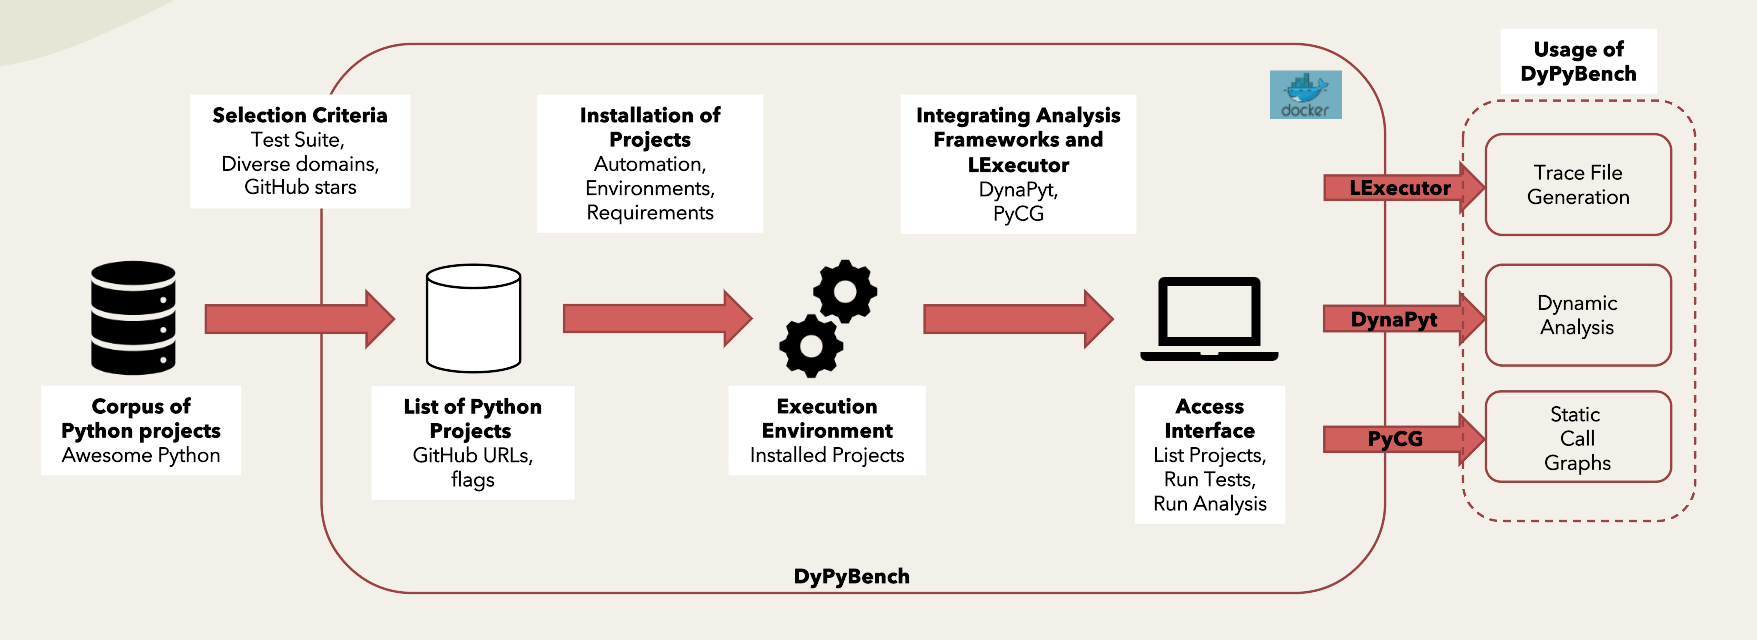 Selection Criteria
Test Suite,
Diverse domains,
GitHub stars
Installation of
Projects
Automation,
Environments,
Requirements
Integrating Analysis
Frameworks and
LExecutor
DynaPyt,
PyCG
docker
Usage of
DyPyBench
LExecutor
Trace File
Generation
DynaPyt
Dynamic
Analysis
PyCG
Static
Call
Graphs
Corpus of
Python projects
Awesome Python
List of Python
Projects
GitHub URLs,
flags
Execution
Environment
Installed Projects
Access
Interface
List Projects,
Run Tests,
Run Analysis
DyPyBench